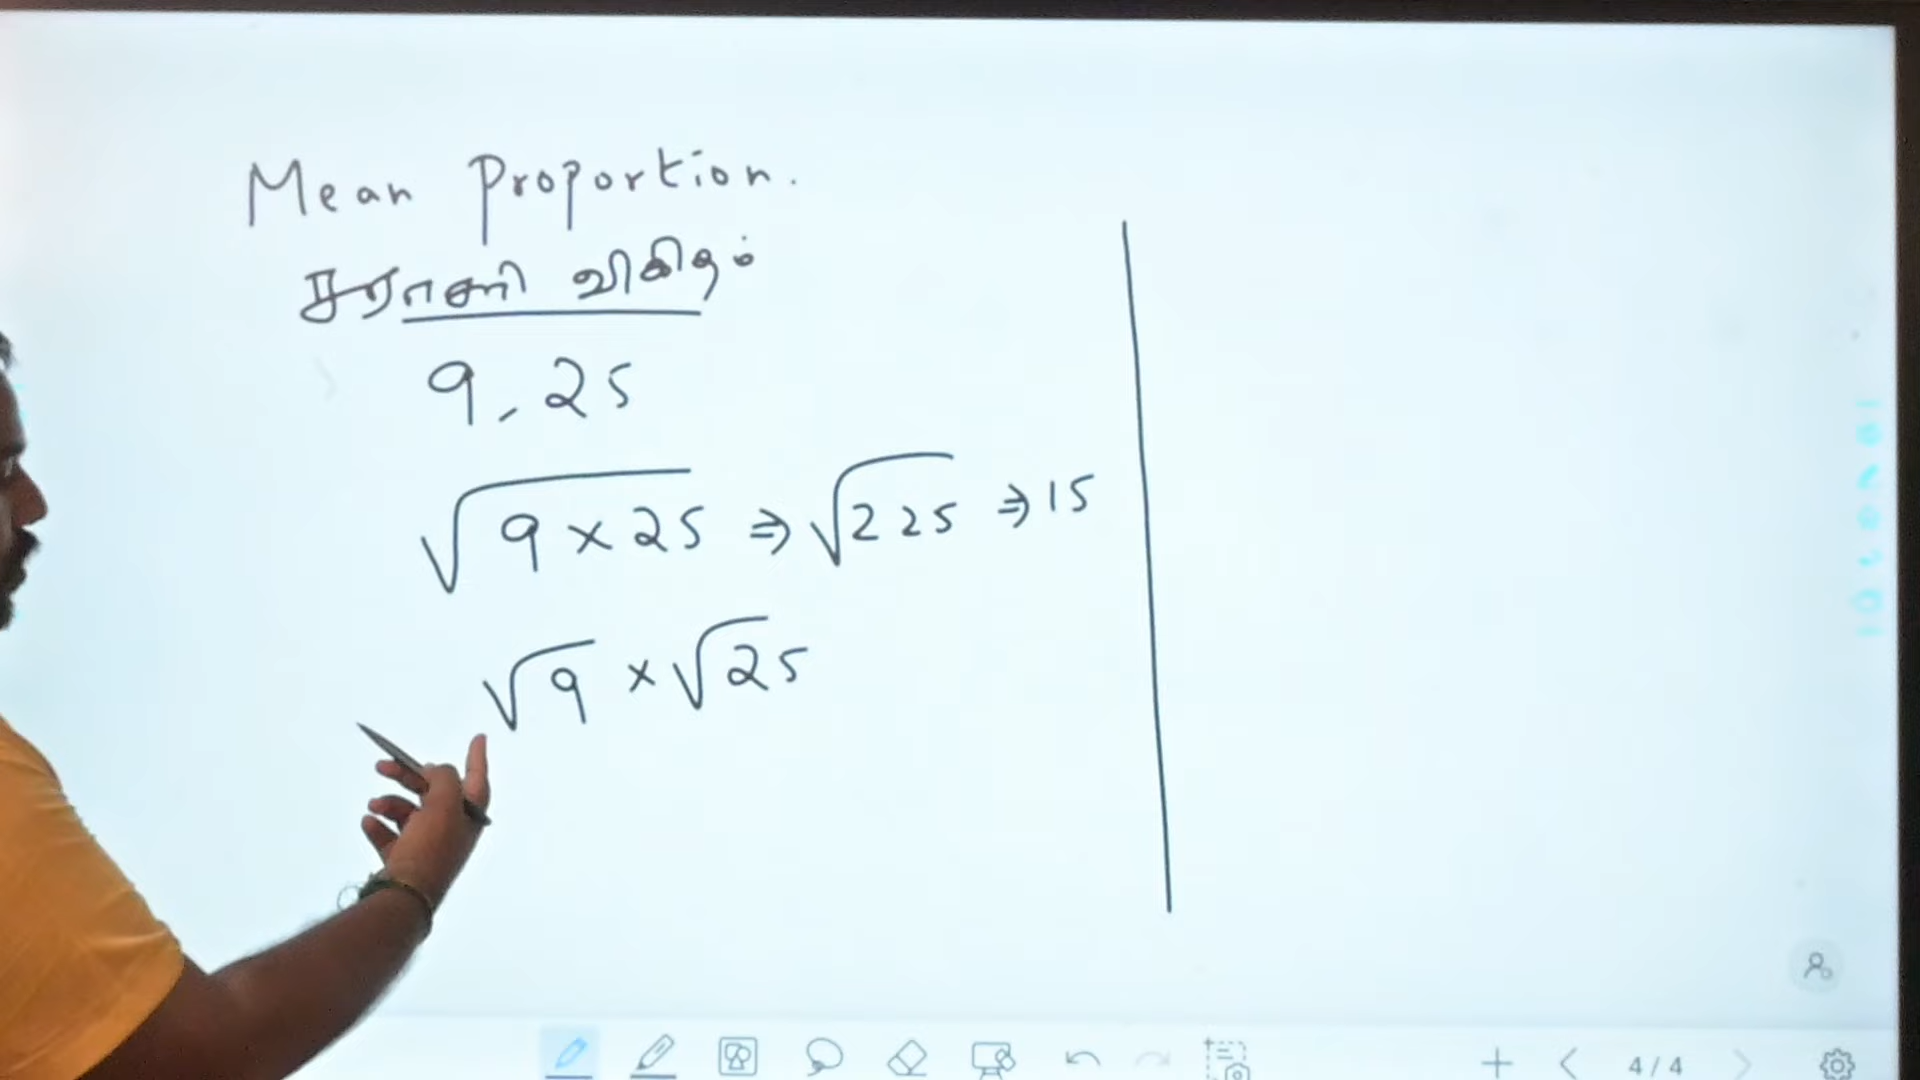 Mean Proportion.
சராசரி விகிதம்
9, 25
√9 × 25 ⇒ √225 ⇒ 15
√9 × √25
4 / 4